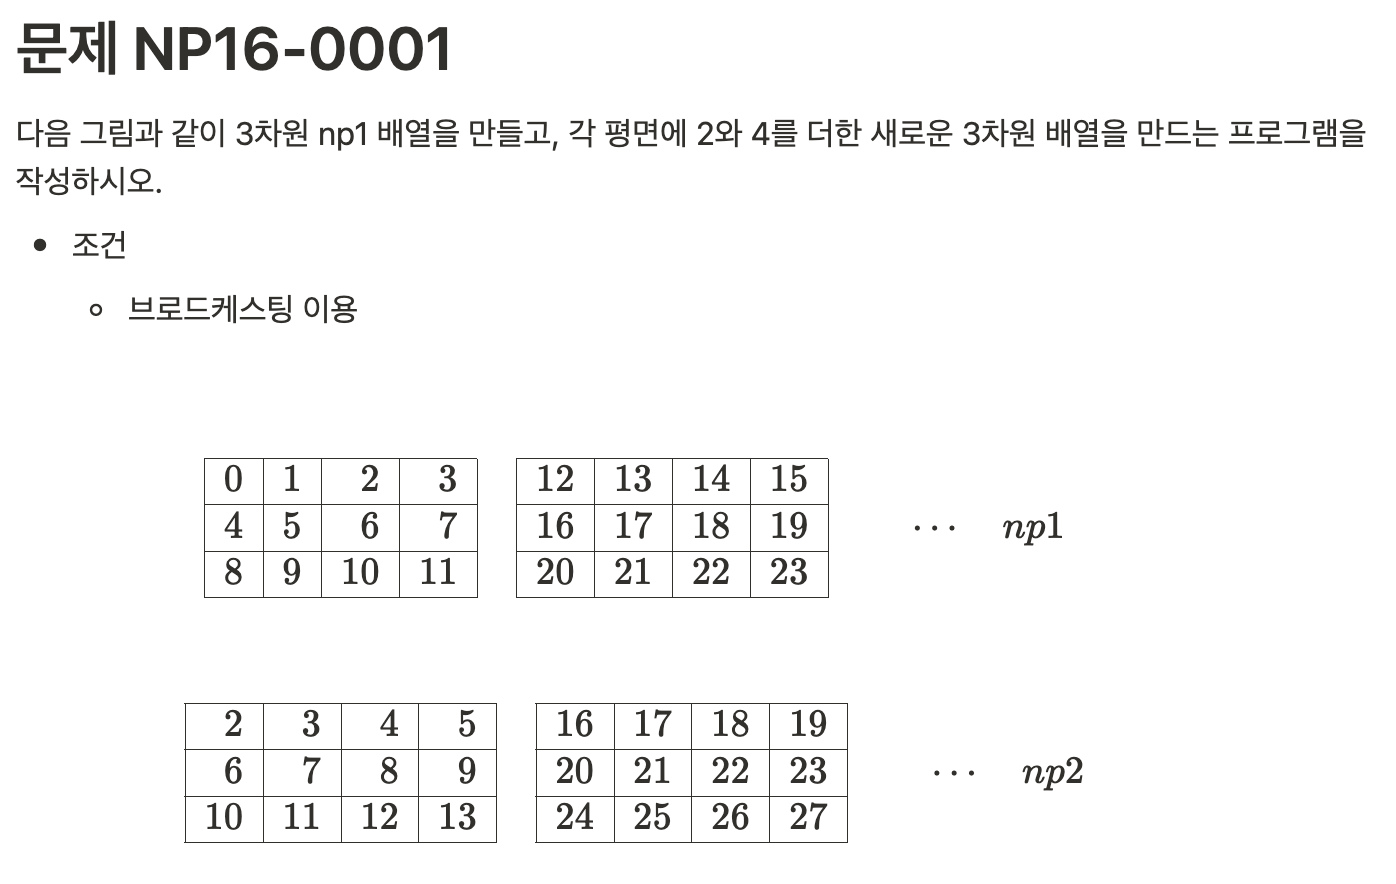 문제 NP16-0001
다음 그림과 같이 3차원 np1 배열을 만들고, 각 평면에 2와 4를 더한 새로운 3차원 배열을 만드는 프로그램을
작성하시오.
조건
브로드케스팅 이용
0 1 2 3 12 13 14 15
4 5 6 7 16 17 18 19 ⋯ np1
8 9 10 11 20 21 22 23
2 3 4 5 16 17 18 19
6 7 8 9 20 21 22 23 ⋯ np2
10 11 12 13 24 25 26 27